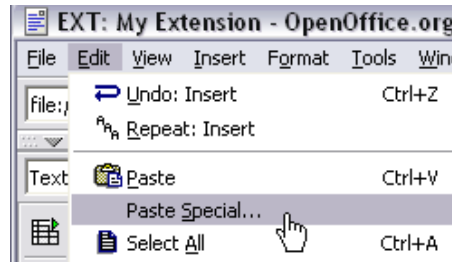 EXT: My Extension - OpenOffice.org
File Edit View Insert Format Tools
file:/
Undo: Insert Ctrl+Z
Repeat: Insert
Text
Paste Ctrl+V
Paste Special...
Select All Ctrl+A